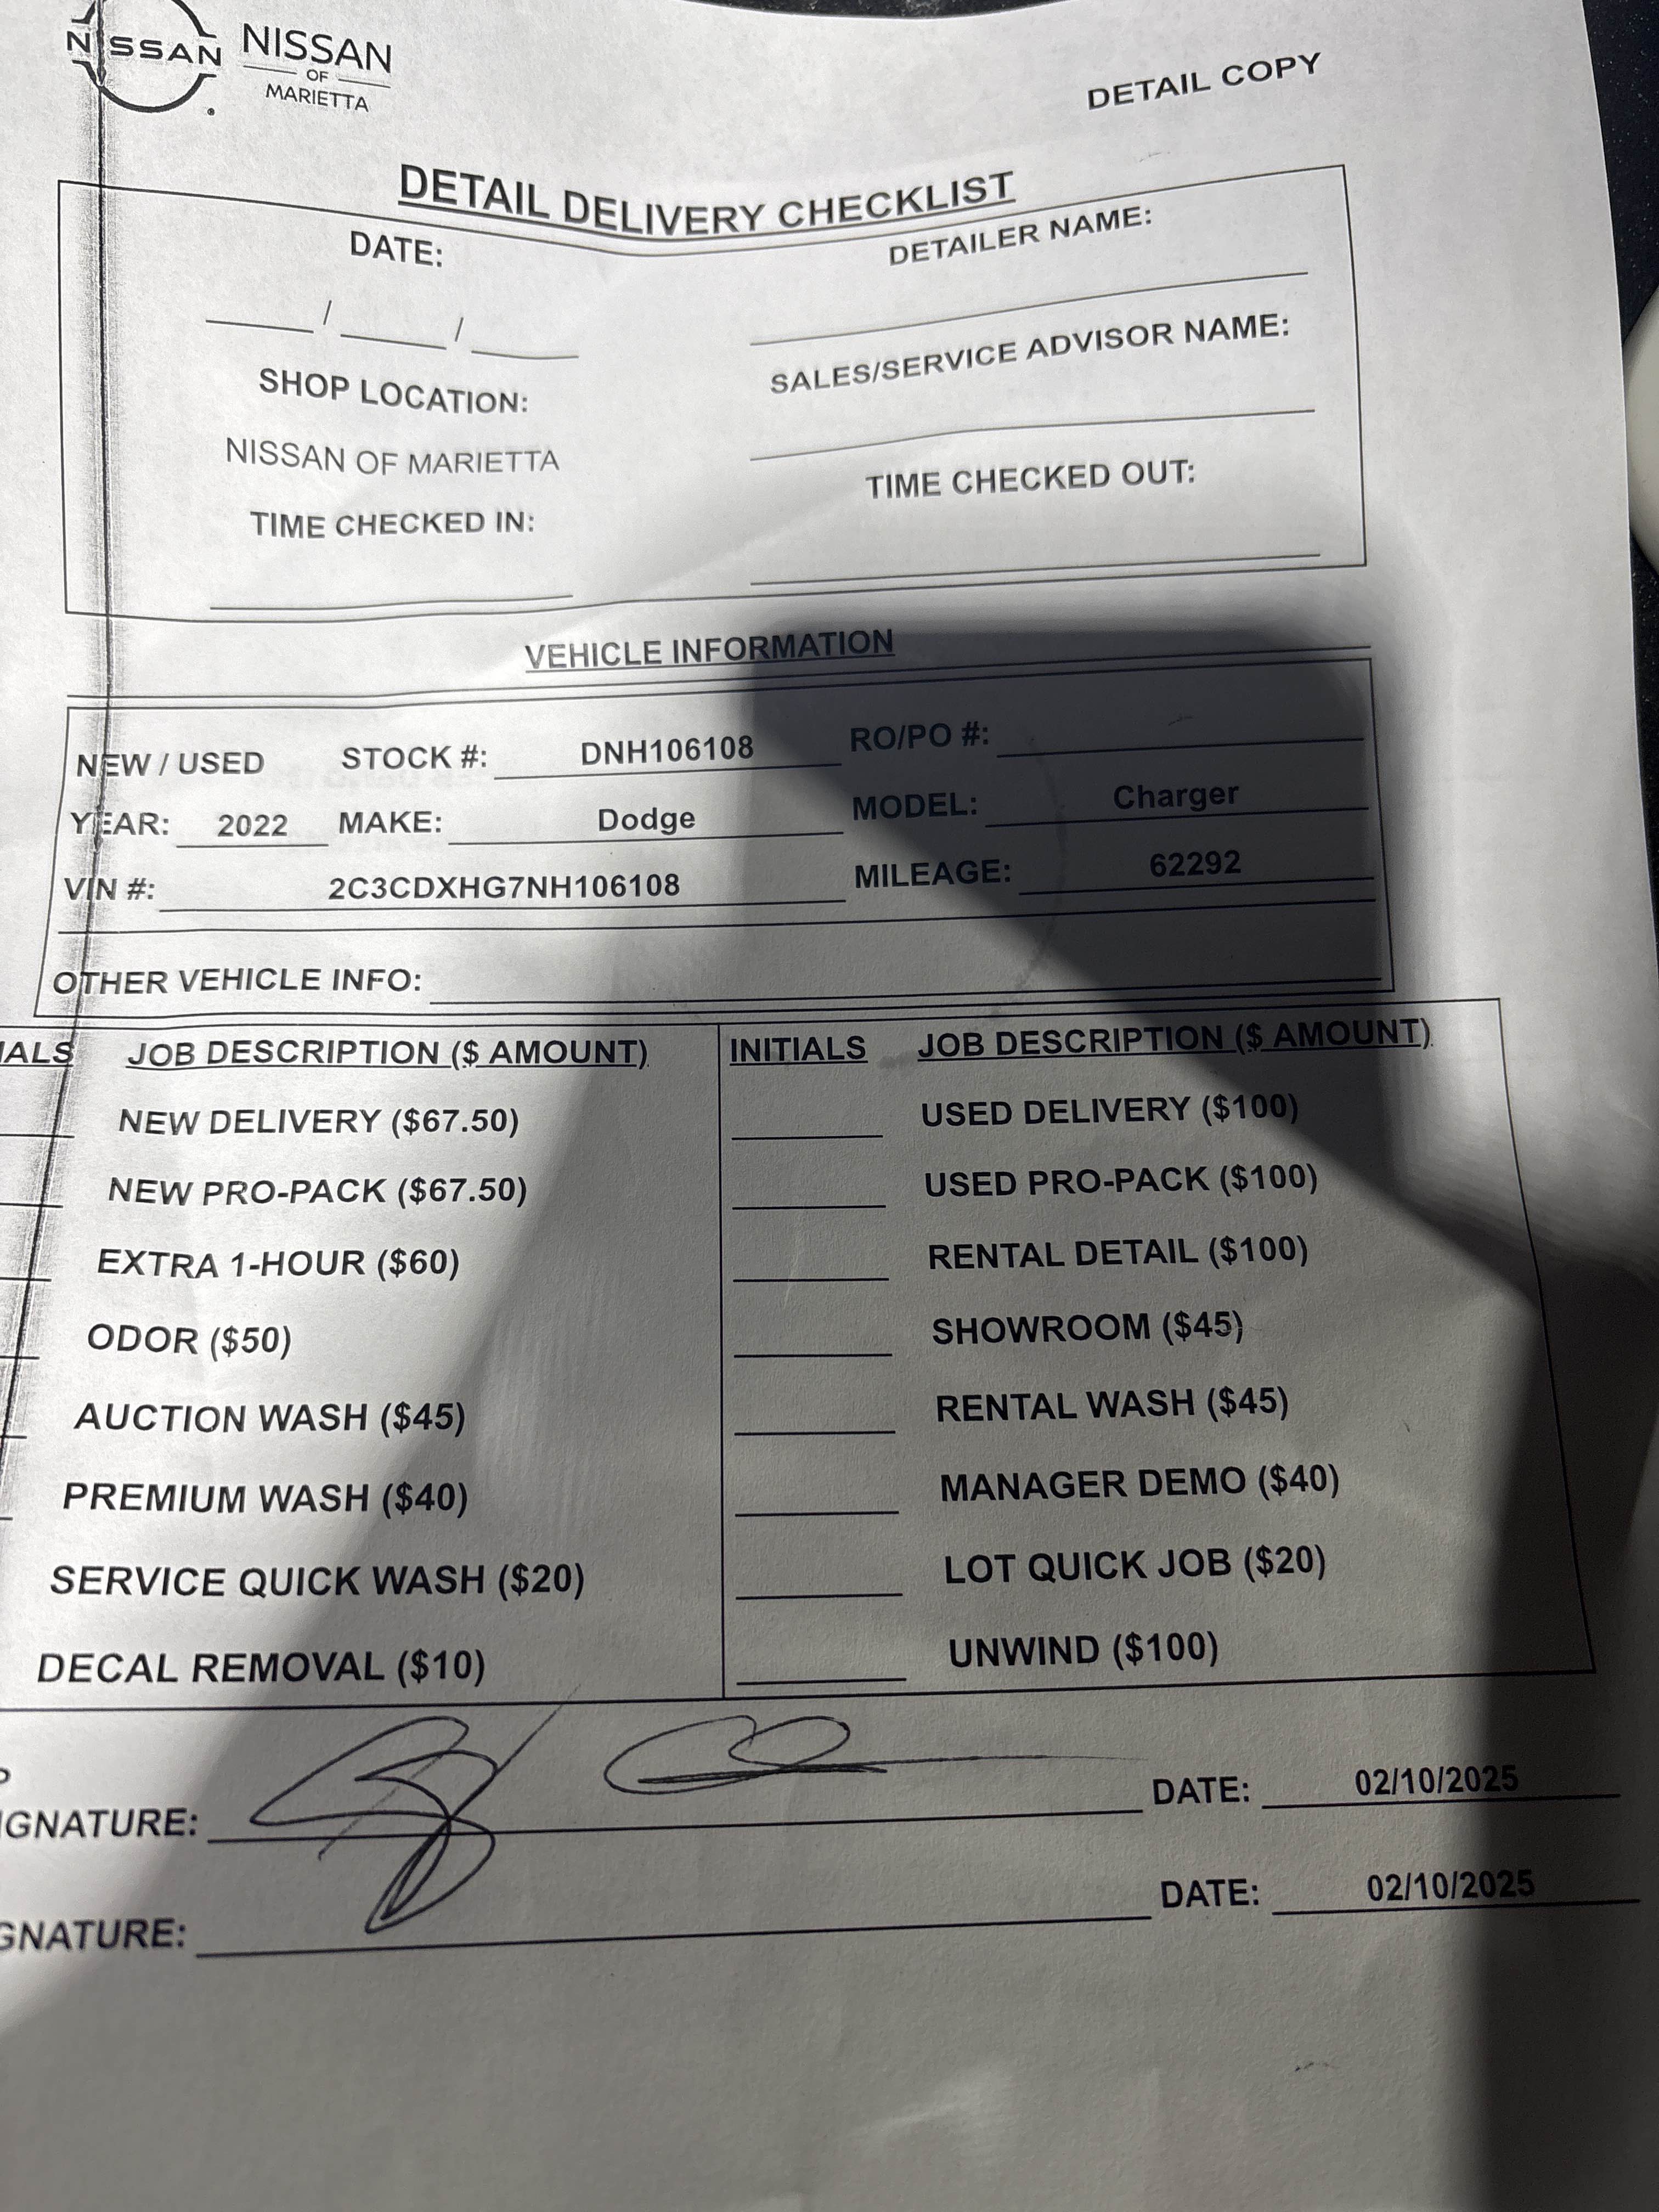 NISSAN NISSAN
OF
MARIETTA
DETAIL COPY
DETAIL DELIVERY CHECKLIST
DATE:
DETAILER NAME:
____ / ____ / ____
SALES/SERVICE ADVISOR NAME:
SHOP LOCATION:
NISSAN OF MARIETTA
TIME CHECKED OUT:
TIME CHECKED IN:
VEHICLE INFORMATION
NEW / USED STOCK #: DNH106108 RO/PO #:
YEAR: 2022 MAKE: Dodge MODEL: Charger
VIN #: 2C3CDXHG7NH106108 MILEAGE: 62292
OTHER VEHICLE INFO:
IALS JOB DESCRIPTION ($ AMOUNT) INITIALS JOB DESCRIPTION ($ AMOUNT)
NEW DELIVERY ($67.50) USED DELIVERY ($100)
NEW PRO-PACK ($67.50) USED PRO-PACK ($100)
EXTRA 1-HOUR ($60) RENTAL DETAIL ($100)
ODOR ($50) SHOWROOM ($45)
AUCTION WASH ($45) RENTAL WASH ($45)
PREMIUM WASH ($40) MANAGER DEMO ($40)
SERVICE QUICK WASH ($20) LOT QUICK JOB ($20)
DECAL REMOVAL ($10) UNWIND ($100)
IGNATURE: DATE: 02/10/2025
GNATURE: DATE: 02/10/2025